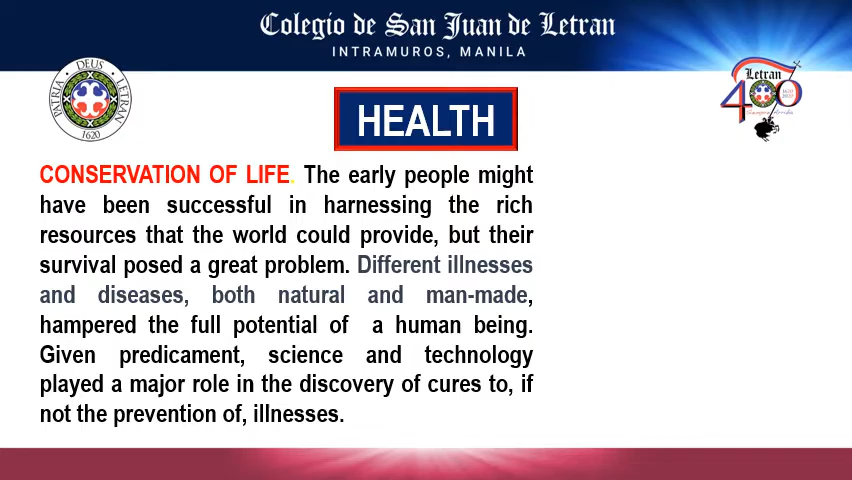 Colegio de San Juan de Letran
INTRAMUROS, MANILA
DEUS
PATRIA
LETRAN
1620
Letran
400
HEALTH
CONSERVATION OF LIFE. The early people might
have been successful in harnessing the rich
resources that the world could provide, but their
survival posed a great problem. Different illnesses
and diseases, both natural and man-made,
hampered the full potential of a human being.
Given predicament, science and technology
played a major role in the discovery of cures to, if
not the prevention of, illnesses.